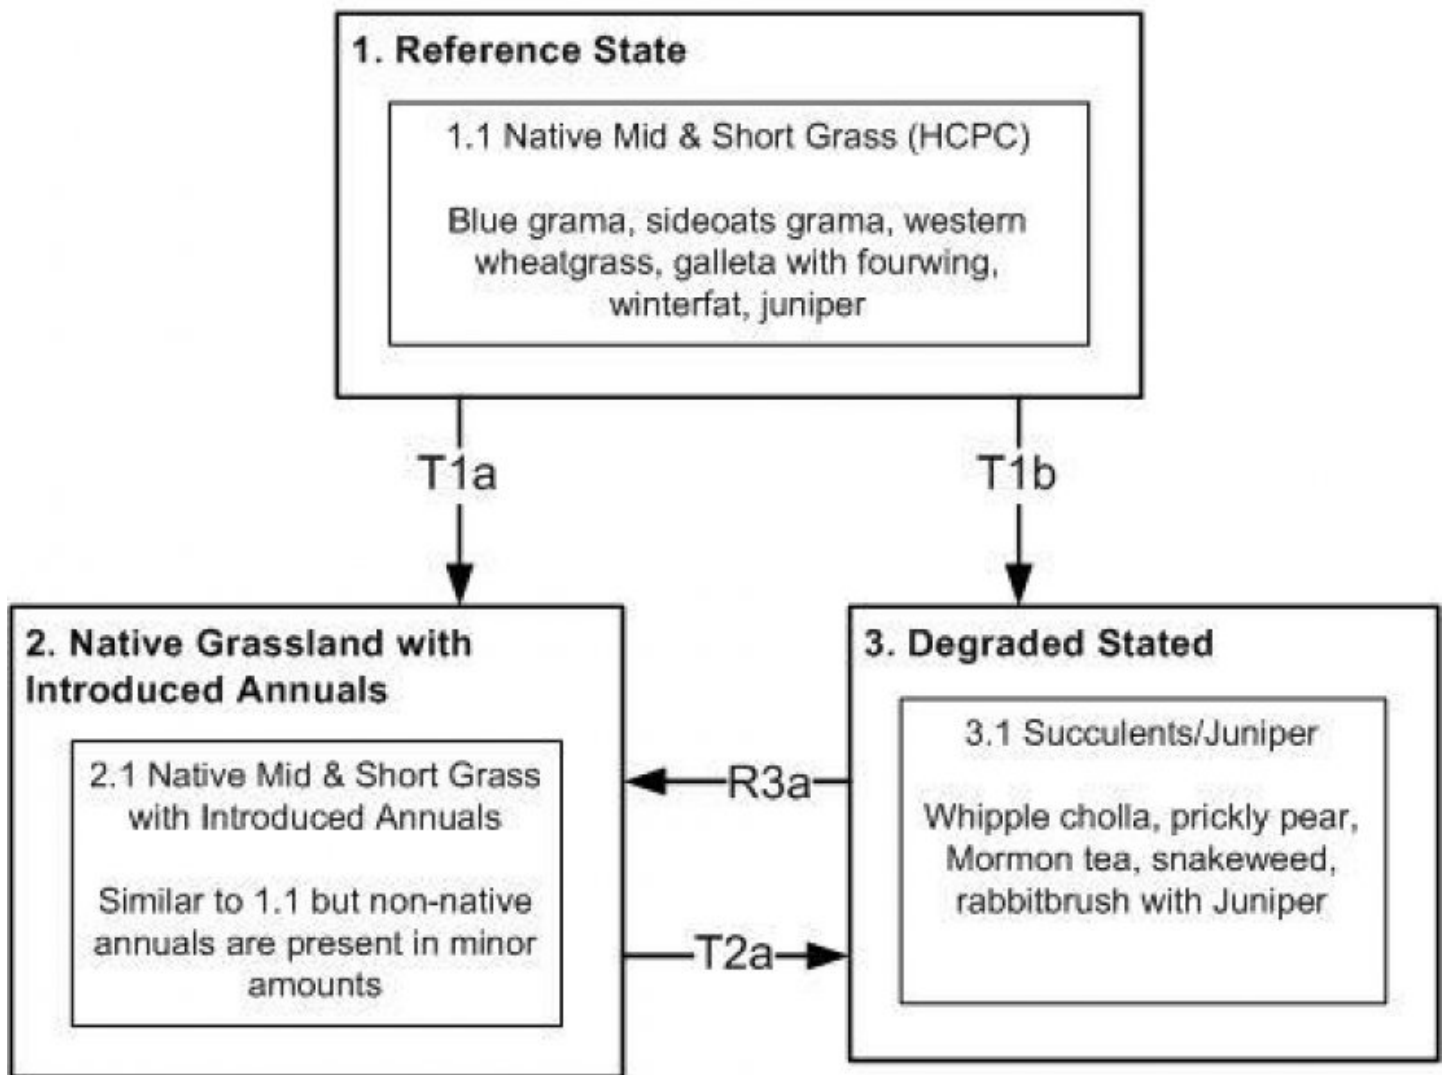 1. Reference State
1.1 Native Mid & Short Grass (HCPC)
Blue grama, sideoats grama, western
wheatgrass, galleta with fourwing,
winterfat, juniper
T1a
T1b
2. Native Grassland with
Introduced Annuals
2.1 Native Mid & Short Grass
with Introduced Annuals
Similar to 1.1 but non-native
annuals are present in minor
amounts
R3a
T2a
3. Degraded Stated
3.1 Succulents/Juniper
Whipple cholla, prickly pear,
Mormon tea, snakeweed,
rabbitbrush with Juniper